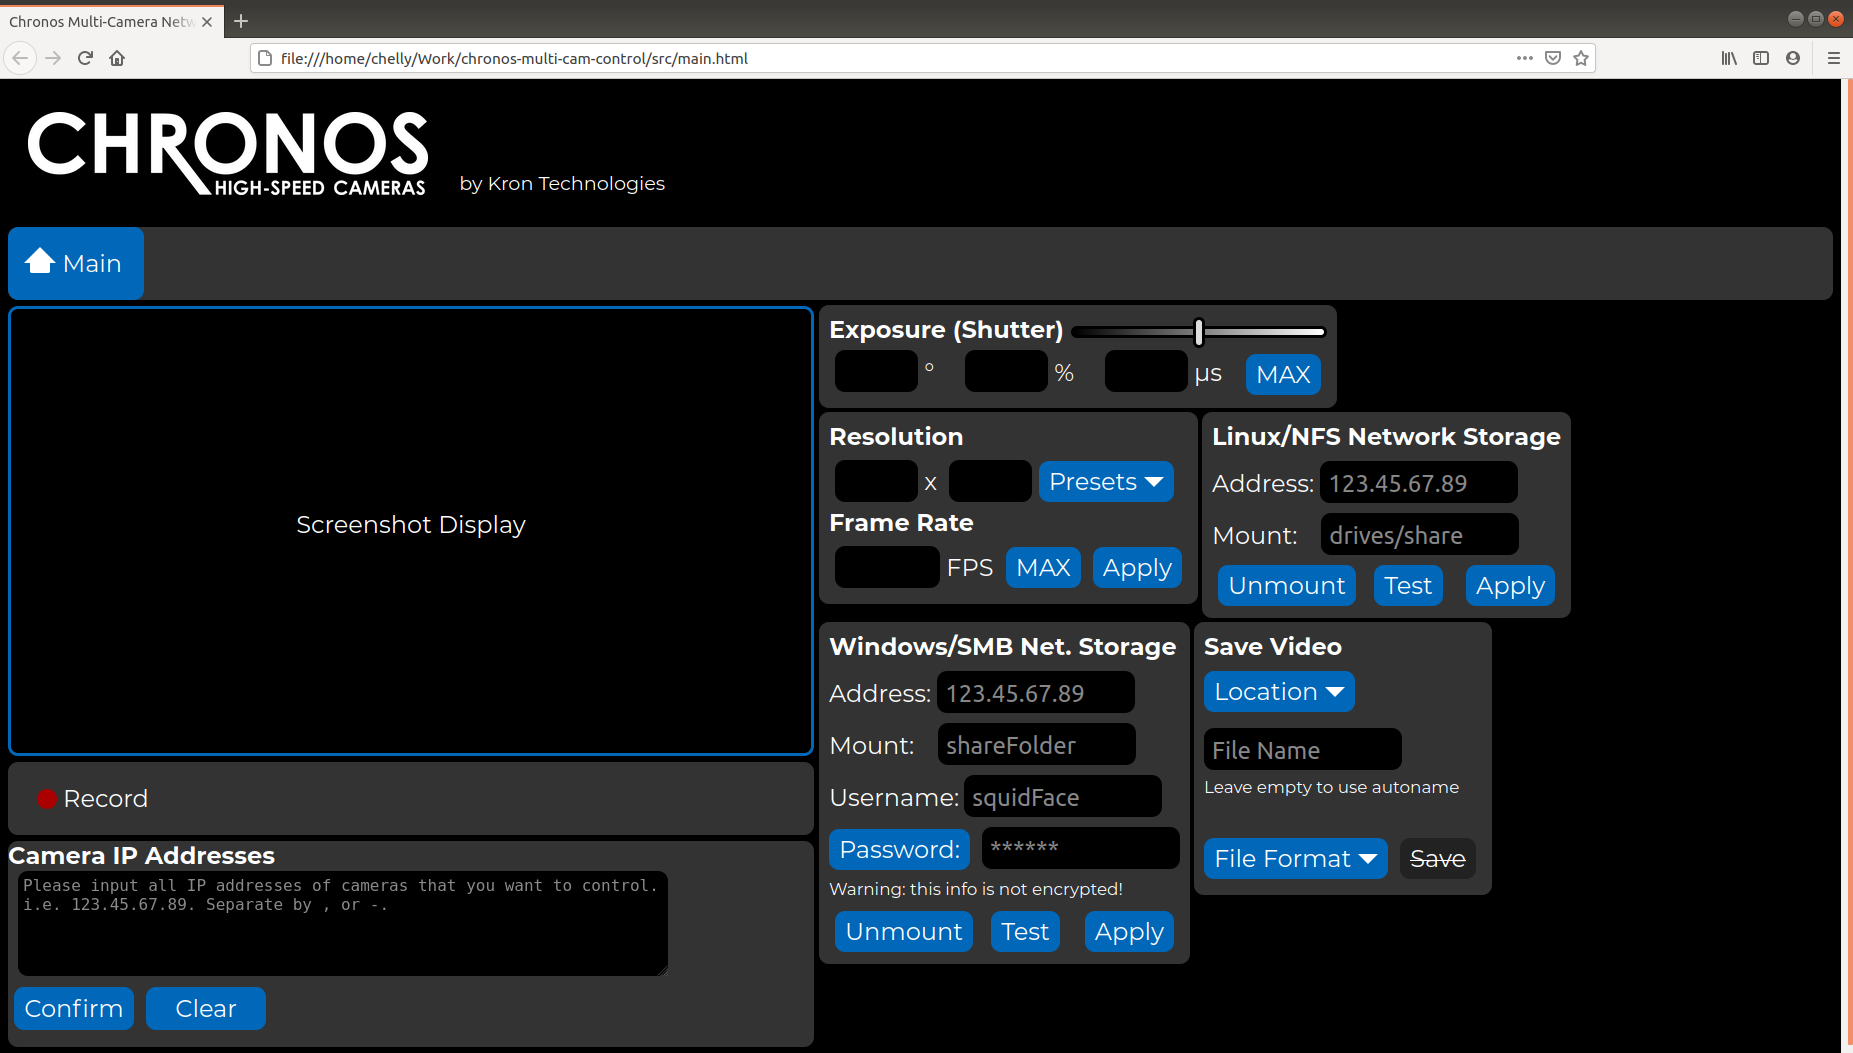 Chronos Multi-Camera Netw
file:///home/chelly/Work/chronos-multi-cam-control/src/main.html
CHRONOS
HIGH-SPEED CAMERAS
by Kron Technologies
Main
Screenshot Display
Record
Camera IP Addresses
Please input all IP addresses of cameras that you want to control.
i.e. 123.45.67.89. Separate by , or -.
Confirm Clear
Exposure (Shutter)
° % µs MAX
Resolution
x Presets
Frame Rate
FPS MAX Apply
Linux/NFS Network Storage
Address: 123.45.67.89
Mount: drives/share
Unmount Test Apply
Windows/SMB Net. Storage
Address: 123.45.67.89
Mount: shareFolder
Username: squidFace
Password: ******
Warning: this info is not encrypted!
Unmount Test Apply
Save Video
Location
File Name
Leave empty to use autoname
File Format Save